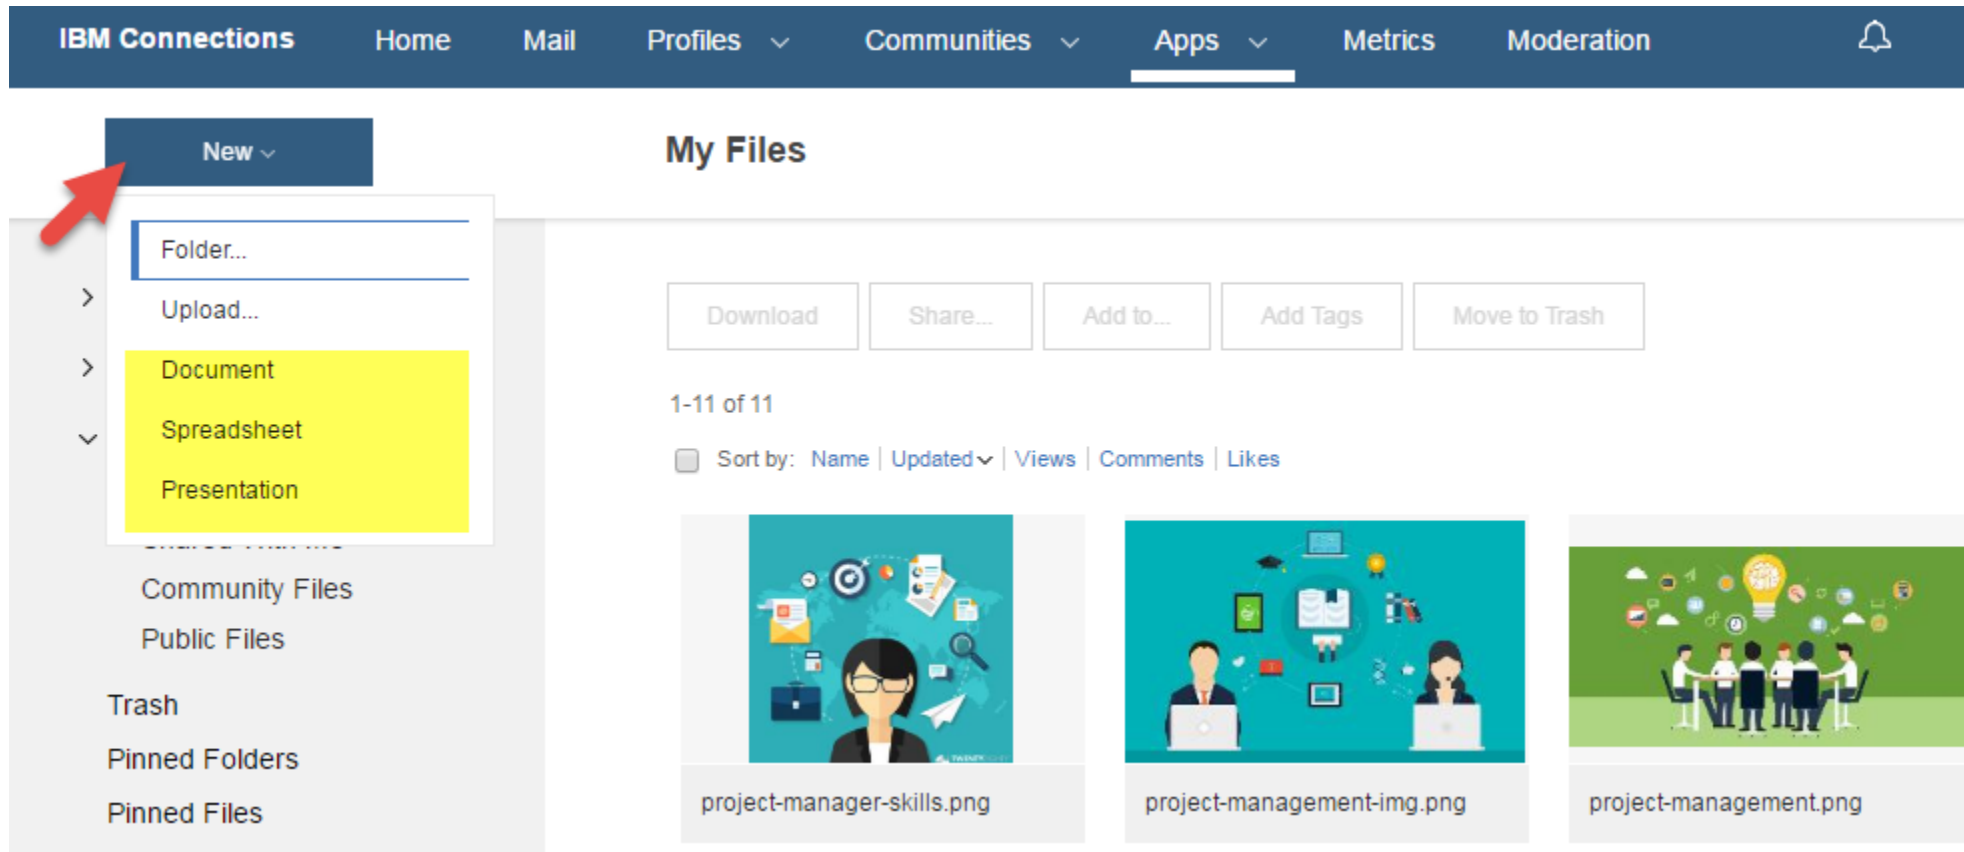 IBM Connections Home Mail Profiles Communities Apps Metrics Moderation
New
My Files
Folder...
Upload...
Document
Spreadsheet
Presentation
Community Files
Public Files
Trash
Pinned Folders
Pinned Files
Download Share... Add to... Add Tags Move to Trash
1-11 of 11
Sort by: Name | Updated | Views | Comments | Likes
project-manager-skills.png
project-management-img.png
project-management.png